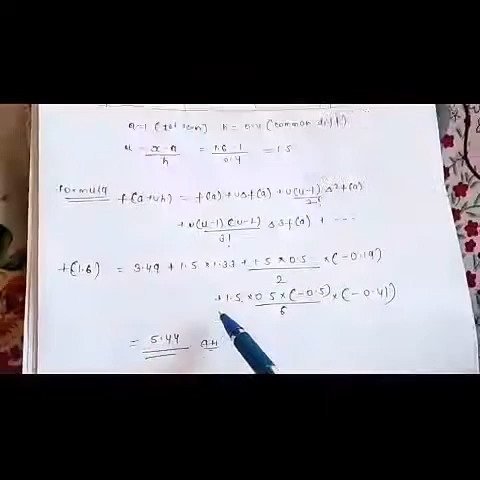 a=1 (1st term) h = 0.4 (common diff)
u = x-a/h = 1.6-1/0.4 = 1.5
Formula f(a+uh) = f(a) + uΔf(a) + u(u-1)/2! Δ²f(a)
+ u(u-1)(u-2)/3! Δ3f(a) + ---
f(1.6) = 3.49 + 1.5 × 1.33 + 1.5 × 0.5/2 × (-0.19)
+ 1.5 × 0.5 × (-0.5)/6 × (-0.41)
= 5.44